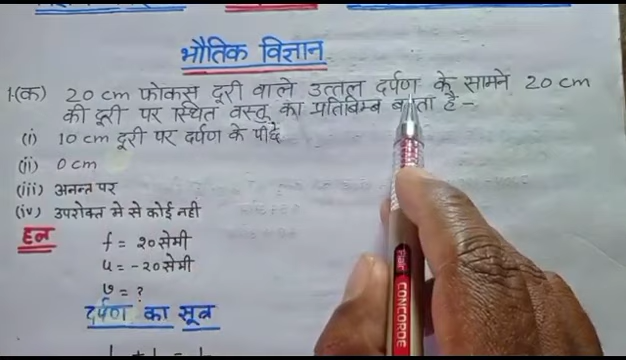 भौतिक विज्ञान
1.(क) 20 cm फोकस दूरी वाले उत्तल दर्पण के सामने 20 cm
की दूरी पर स्थित वस्तु का प्रतिबिम्ब बनता है -
(i) 10 cm दूरी पर दर्पण के पीछे
(ii) 0 cm
(iii) अनन्त पर
(iv) उपरोक्त मे से कोई नही
हल
f = 20 सेमी
u = -20 सेमी
v = ?
दर्पण का सूत्र
Flair CONCORDE